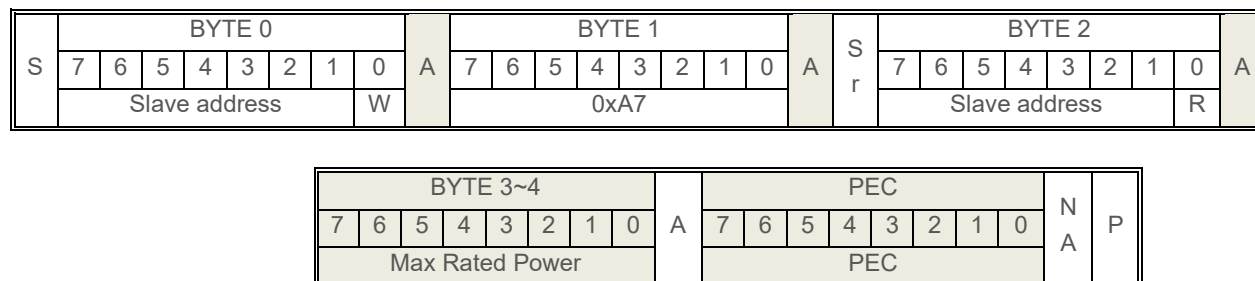 BYTE 0 BYTE 1 BYTE 2
S 7 6 5 4 3 2 1 0 A 7 6 5 4 3 2 1 0 A Sr 7 6 5 4 3 2 1 0 A
Slave address W 0xA7 Slave address R
BYTE 3~4 PEC
7 6 5 4 3 2 1 0 A 7 6 5 4 3 2 1 0 NA P
Max Rated Power PEC